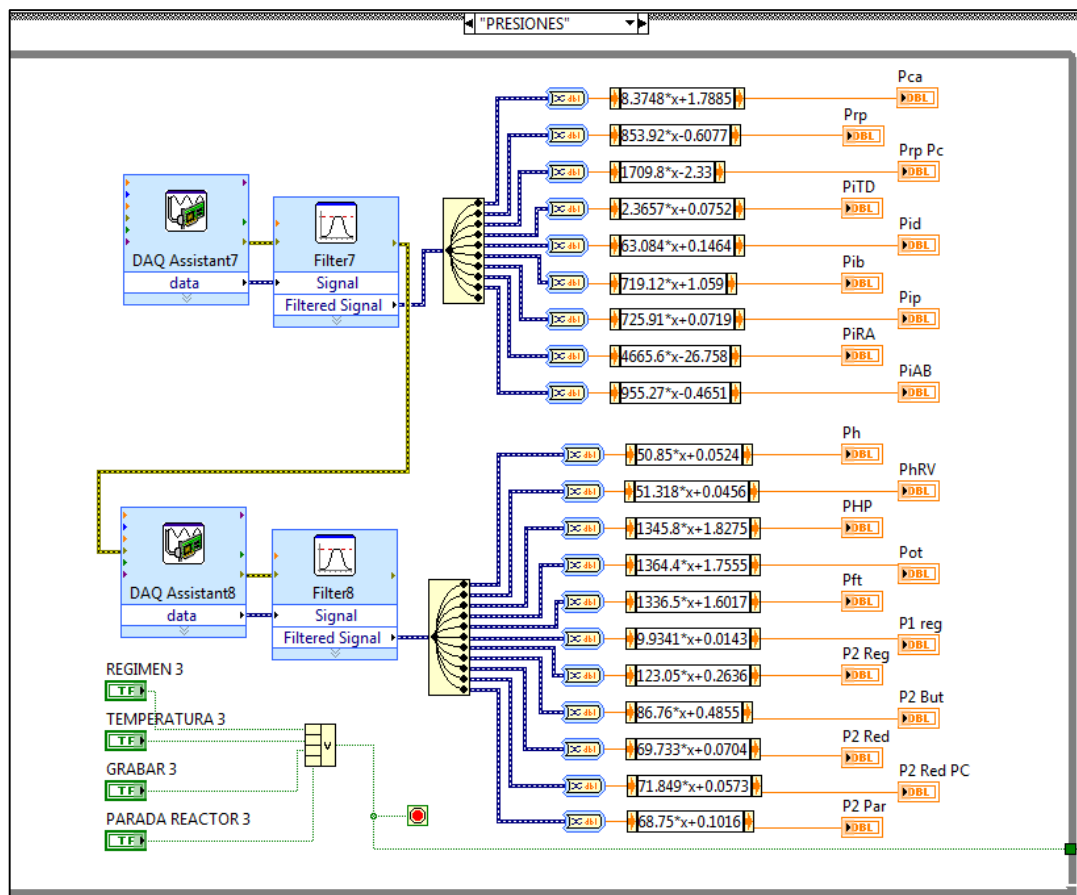 "PRESIONES"
Pca
8.3748*x+1.7885
DBL
Prp
853.92*x-0.6077
DBL
Prp Pc
1709.8*x-2.33
DBL
PiTD
2.3657*x+0.0752
DBL
Pid
63.084*x+0.1464
DBL
Pib
719.12*x+1.059
DBL
Pip
725.91*x+0.0719
DBL
PiRA
4665.6*x-26.758
DBL
PiAB
955.27*x-0.4651
DBL
DAQ Assistant7
data
Filter7
Signal
Filtered Signal
Ph
50.85*x+0.0524
DBL
PhRV
51.318*x+0.0456
DBL
PHP
1345.8*x+1.8275
DBL
Pot
1364.4*x+1.7555
DBL
Pft
1336.5*x+1.6017
DBL
P1 reg
9.9341*x+0.0143
DBL
P2 Reg
123.05*x+0.2636
DBL
P2 But
86.76*x+0.4855
DBL
P2 Red
69.733*x+0.0704
DBL
P2 Red PC
71.849*x+0.0573
DBL
P2 Par
68.75*x+0.1016
DBL
DAQ Assistant8
data
Filter8
Signal
Filtered Signal
REGIMEN 3
TF
TEMPERATURA 3
TF
GRABAR 3
TF
PARADA REACTOR 3
TF